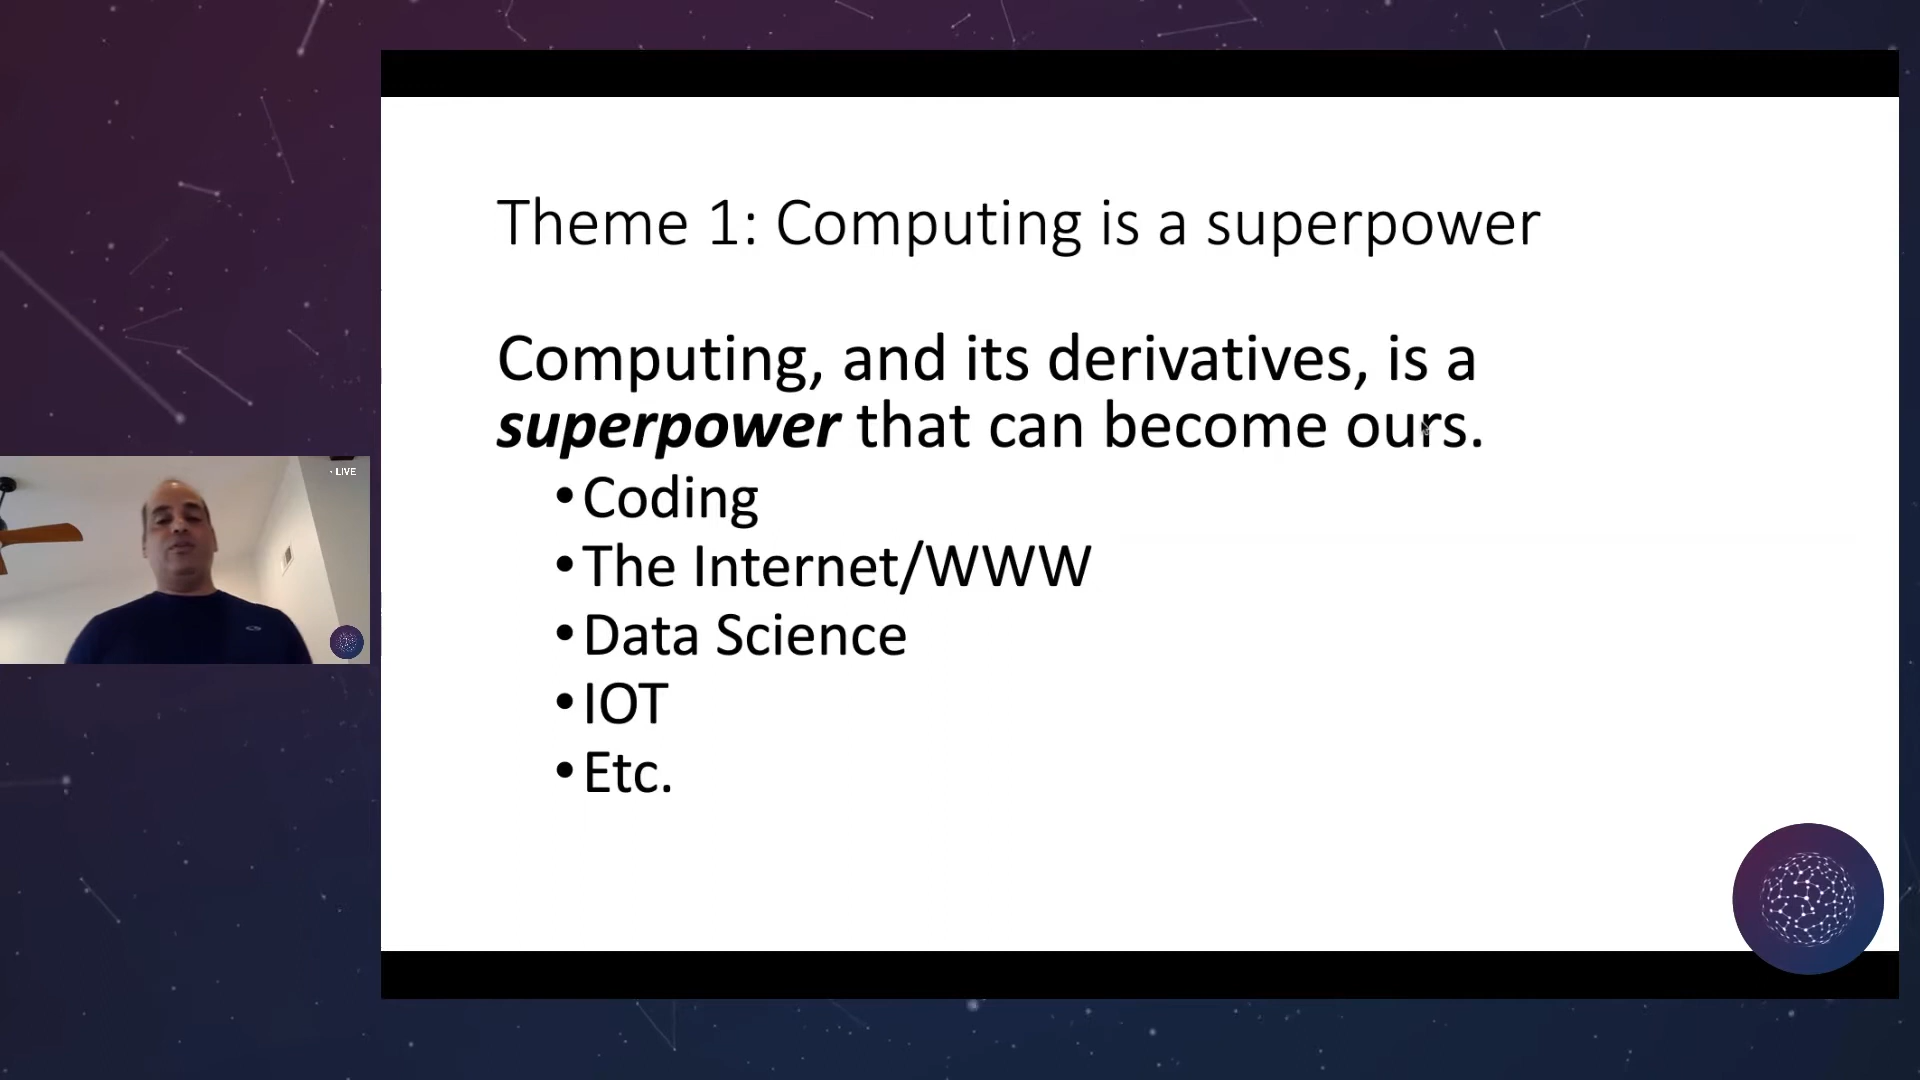 Theme 1: Computing is a superpower
Computing, and its derivatives, is a
superpower that can become ours.
•Coding
•The Internet/WWW
•Data Science
•IOT
•Etc.
· LIVE